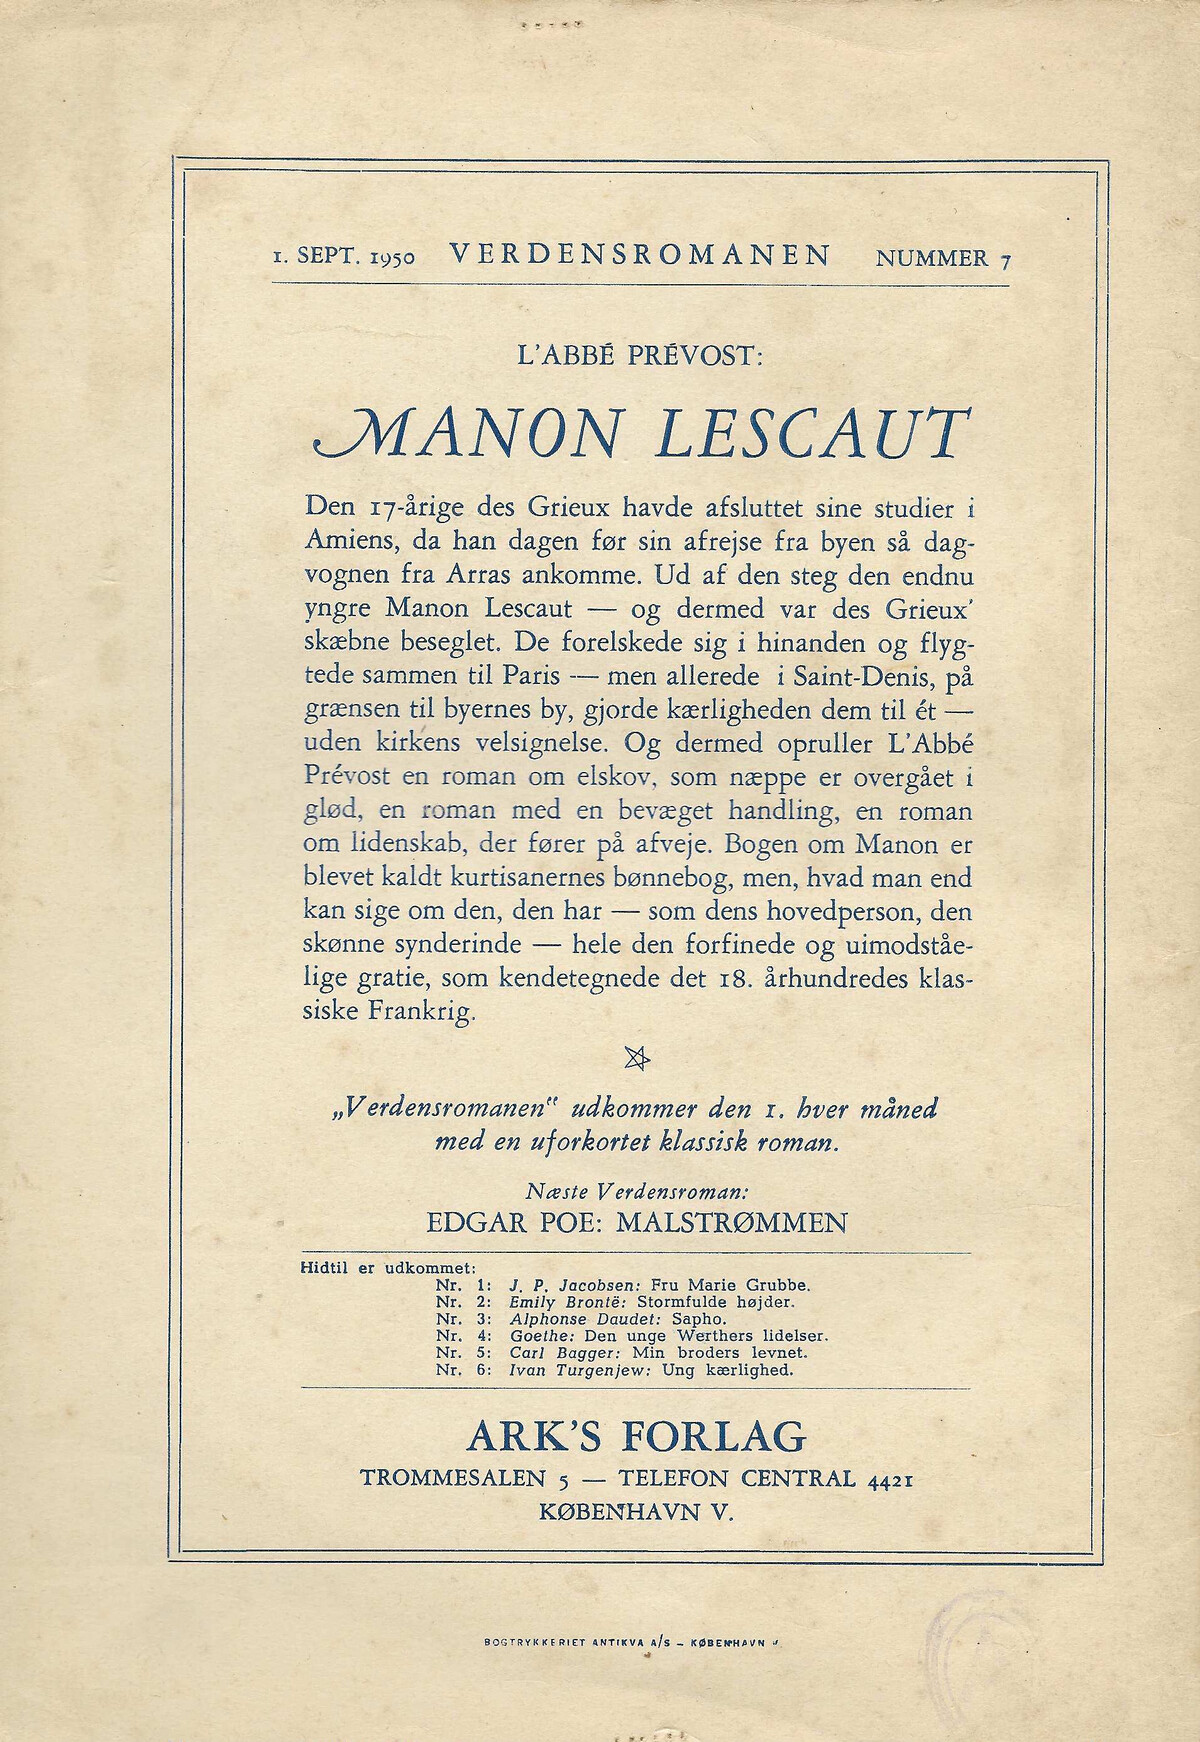 1. SEPT. 1950 VERDENSROMANEN NUMMER 7
L'ABBÉ PRÉVOST:
MANON LESCAUT
Den 17-årige des Grieux havde afsluttet sine studier i
Amiens, da han dagen før sin afrejse fra byen så dag-
vognen fra Arras ankomme. Ud af den steg den endnu
yngre Manon Lescaut — og dermed var des Grieux'
skæbne beseglet. De forelskede sig i hinanden og flyg-
tede sammen til Paris — men allerede i Saint-Denis, på
grænsen til byernes by, gjorde kærligheden dem til ét —
uden kirkens velsignelse. Og dermed opruller L'Abbé
Prévost en roman om elskov, som næppe er overgået i
glød, en roman med en bevæget handling, en roman
om lidenskab, der fører på afveje. Bogen om Manon er
blevet kaldt kurtisanernes bønnebog, men, hvad man end
kan sige om den, den har — som dens hovedperson, den
skønne synderinde — hele den forfinede og uimodståe-
lige gratie, som kendetegnede det 18. århundredes klas-
siske Frankrig.
„Verdensromanen“ udkommer den 1. hver måned
med en uforkortet klassisk roman.
Næste Verdensroman:
EDGAR POE: MALSTRØMMEN
Hidtil er udkommet:
Nr. 1: J. P. Jacobsen: Fru Marie Grubbe.
Nr. 2: Emily Brontë: Stormfulde højder.
Nr. 3: Alphonse Daudet: Sapho.
Nr. 4: Goethe: Den unge Werthers lidelser.
Nr. 5: Carl Bagger: Min broders levnet.
Nr. 6: Ivan Turgenjew: Ung kærlighed.
ARK'S FORLAG
TROMMESALEN 5 — TELEFON CENTRAL 4421
KØBENHAVN V.
BOGTRYKKERIET ANTIKVA A/S – KØBENHAVN